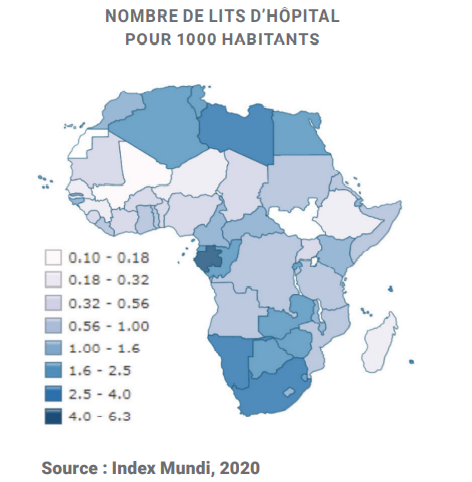 NOMBRE DE LITS D'HÔPITAL
POUR 1000 HABITANTS
0.10 - 0.18
0.18 - 0.32
0.32 - 0.56
0.56 - 1.00
1.00 - 1.6
1.6 - 2.5
2.5 - 4.0
4.0 - 6.3
Source : Index Mundi, 2020